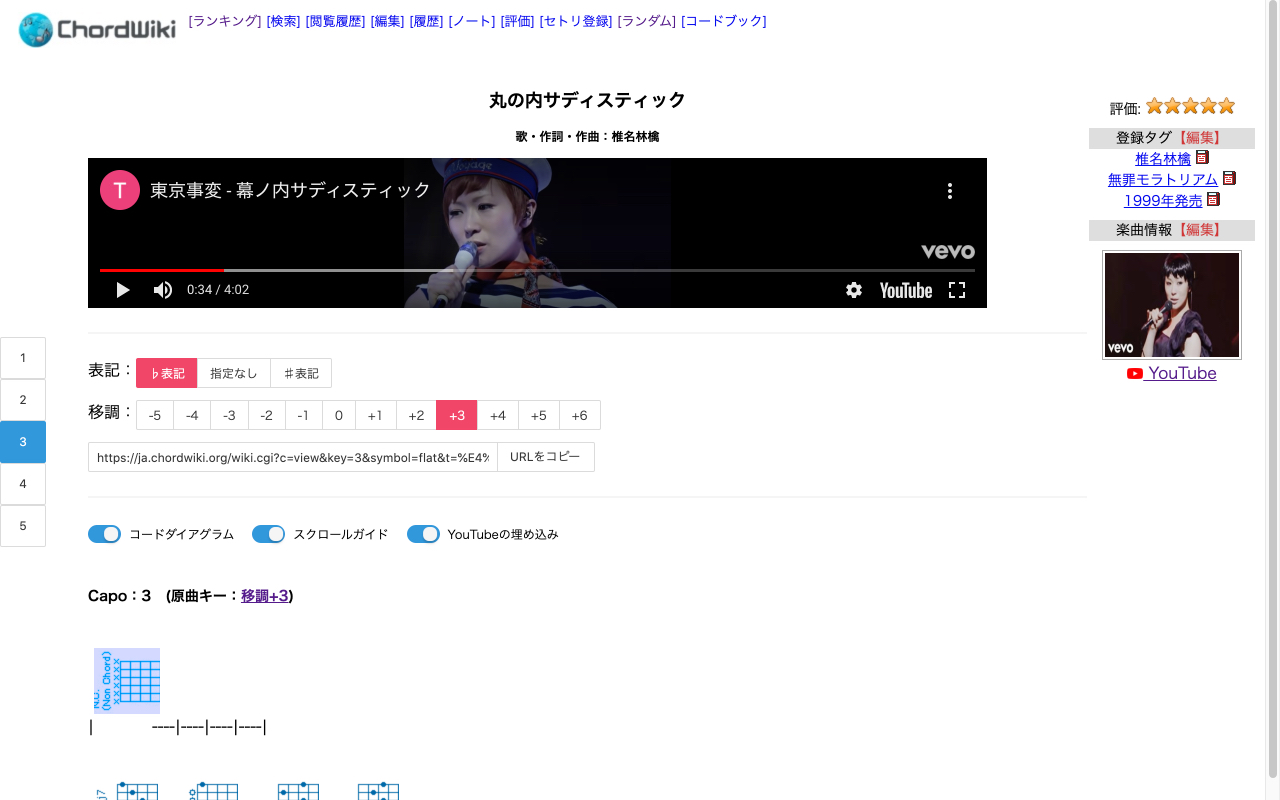 ChordWiki [ランキング] [検索] [閲覧履歴] [編集] [履歴] [ノート] [評価] [セトリ登録] [ランダム] [コードブック]
丸の内サディスティック
歌・作詞・作曲：椎名林檎
T 東京事変 - 幕ノ内サディスティック
vevo
0:34 / 4:02 YouTube
評価:
登録タグ【編集】
椎名林檎
無罪モラトリアム
1999年発売
楽曲情報【編集】
vevo
YouTube
1
2
3
4
5
表記： ♭表記 指定なし ♯表記
移調： -5 -4 -3 -2 -1 0 +1 +2 +3 +4 +5 +6
https://ja.chordwiki.org/wiki.cgi?c=view&key=3&symbol=flat&t=%E4% URLをコピー
コードダイアグラム スクロールガイド YouTubeの埋め込み
Capo：3　(原曲キー：移調+3)
N.C.
(Non Chord)
××××××
| ----|----|----|----|